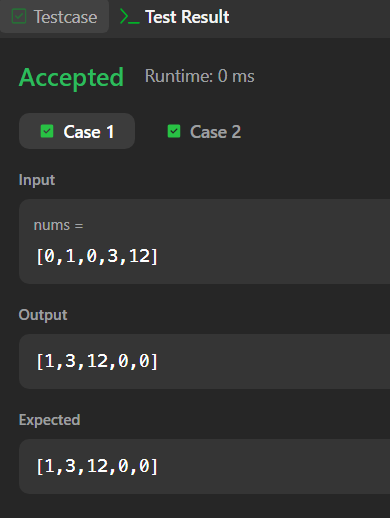 Testcase Test Result
Accepted Runtime: 0 ms
Case 1 Case 2
Input
nums =
[0,1,0,3,12]
Output
[1,3,12,0,0]
Expected
[1,3,12,0,0]